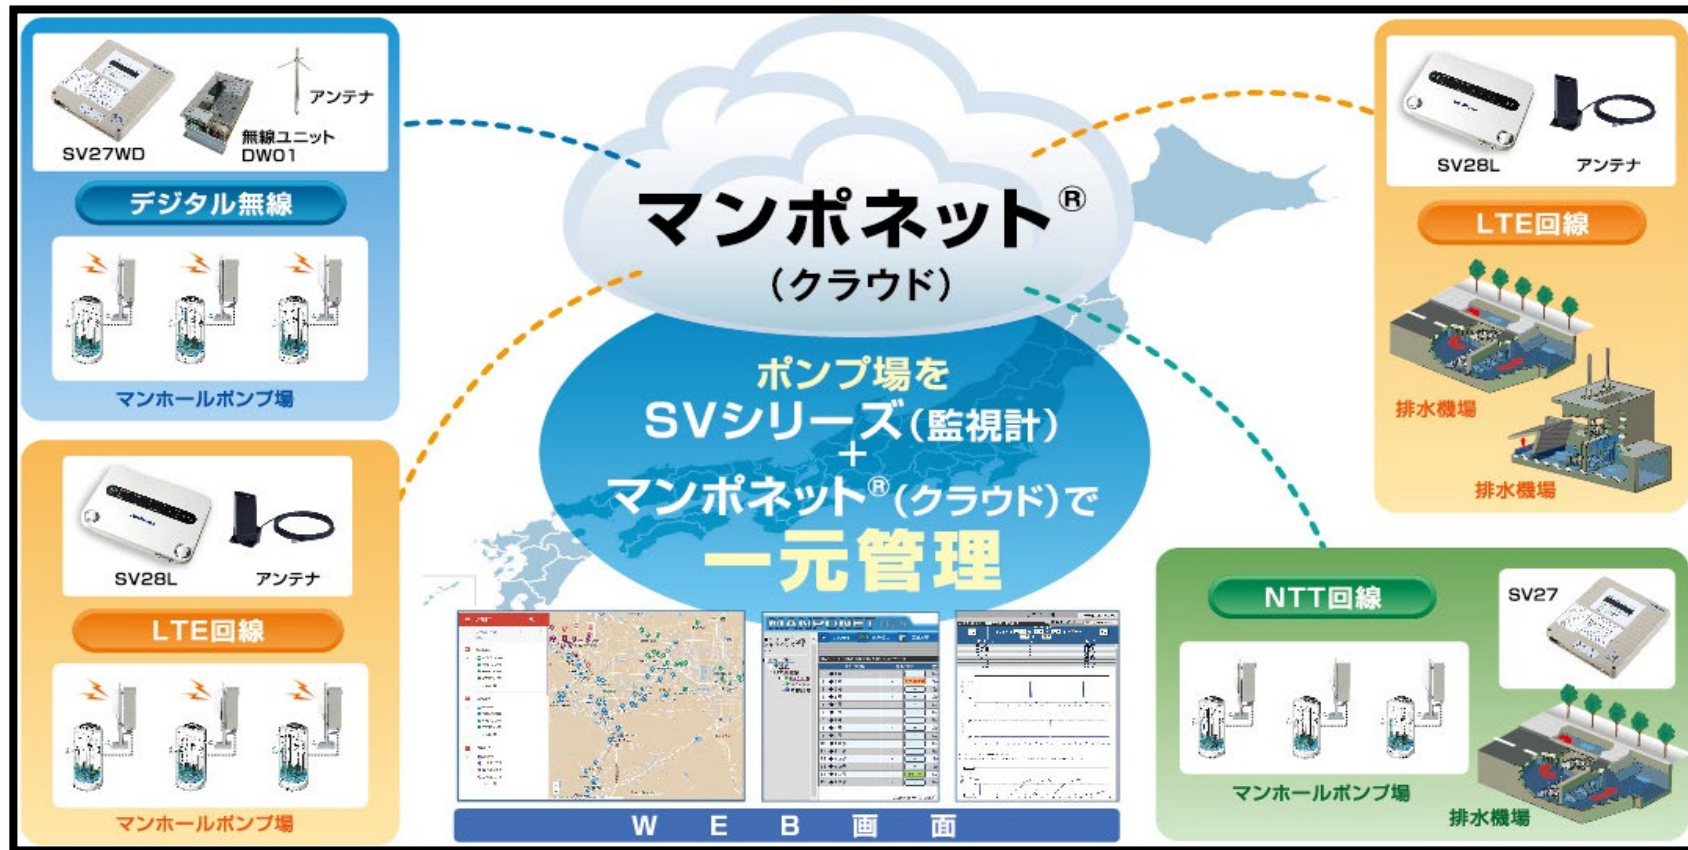 SV27WD
無線ユニット
DW01
アンテナ
デジタル無線
マンホールポンプ場
SV28L
アンテナ
LTE回線
マンホールポンプ場
マンポネット®
（クラウド）
ポンプ場を
SVシリーズ（監視計）
+
マンポネット®（クラウド）で
一元管理
MANPONET
WEB画面
SV28L
アンテナ
LTE回線
排水機場
排水機場
NTT回線
SV27
マンホールポンプ場
排水機場